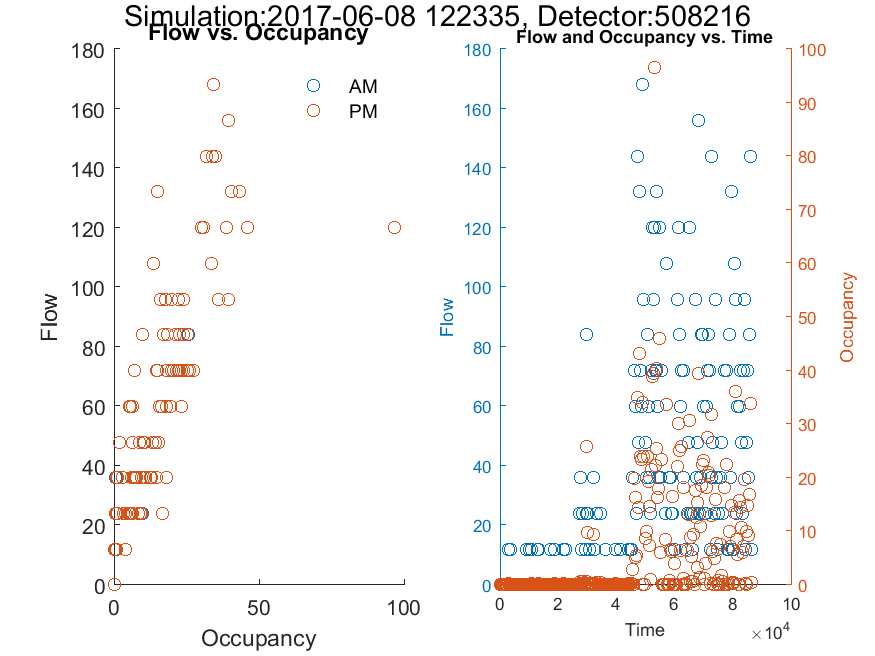 Simulation:2017-06-08 122335, Detector:508216
Flow vs. Occupancy
180
160
140
120
100
80
60
40
20
0
Flow
AM
PM
0 50 100
Occupancy
Flow and Occupancy vs. Time
180
160
140
120
100
80
60
40
20
0
Flow
100
90
80
70
60
50
40
30
20
10
0
Occupancy
0 2 4 6 8 10
Time
×10⁴